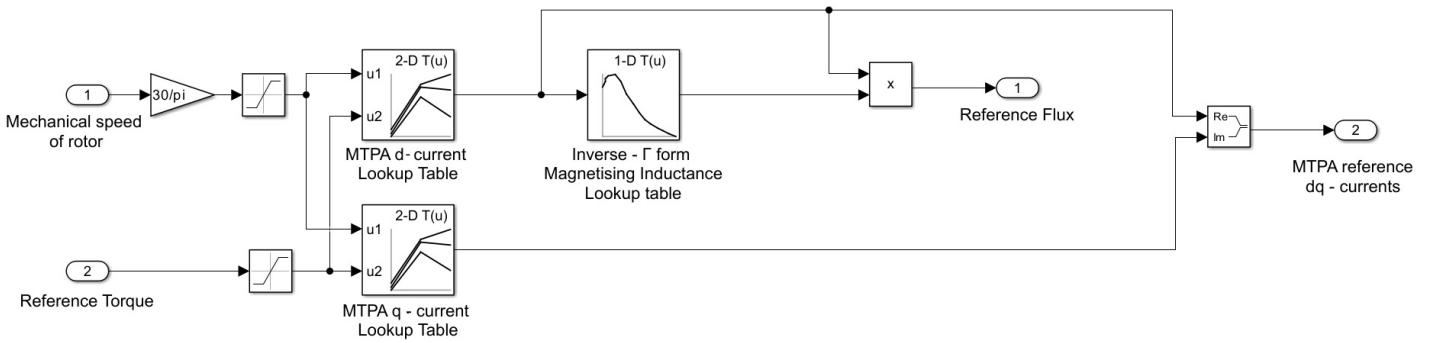 1
Mechanical speed
of rotor
30/pi
2-D T(u)
u1
u2
MTPA d- current
Lookup Table
1-D T(u)
Inverse - Γ form
Magnetising Inductance
Lookup table
x
1
Reference Flux
Re
Im
2
MTPA reference
dq - currents
2
Reference Torque
2-D T(u)
u1
u2
MTPA q - current
Lookup Table